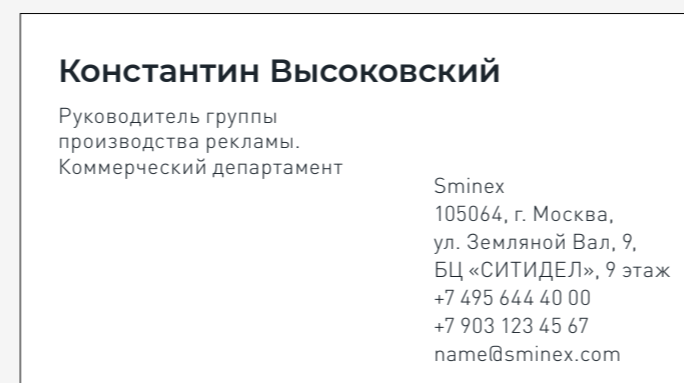 Константин Высоковский
Руководитель группы
производства рекламы.
Коммерческий департамент
Sminex
105064, г. Москва,
ул. Земляной Вал, 9,
БЦ «СИТИДЕЛ», 9 этаж
+7 495 644 40 00
+7 903 123 45 67
name@sminex.com